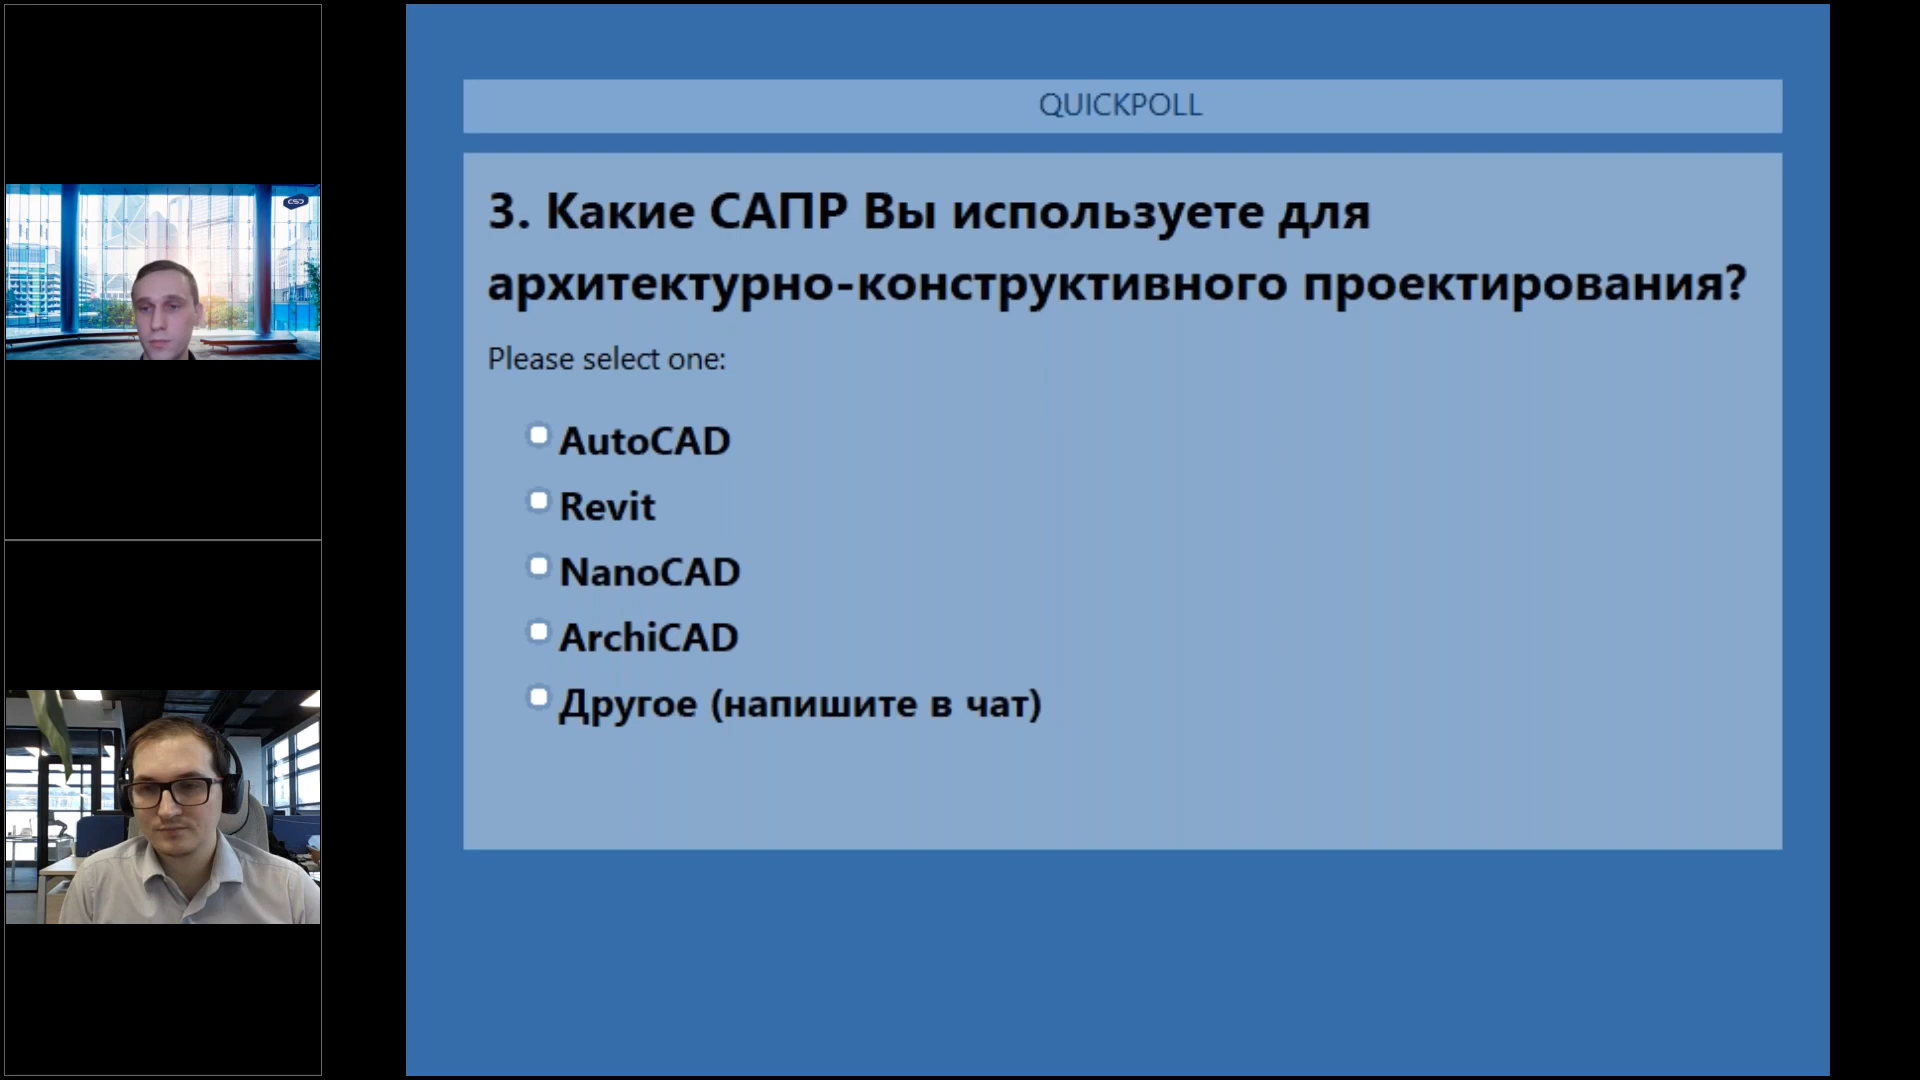 CSD
QUICKPOLL
3. Какие САПР Вы используете для
архитектурно-конструктивного проектирования?
Please select one:
AutoCAD
Revit
NanoCAD
ArchiCAD
Другое (напишите в чат)